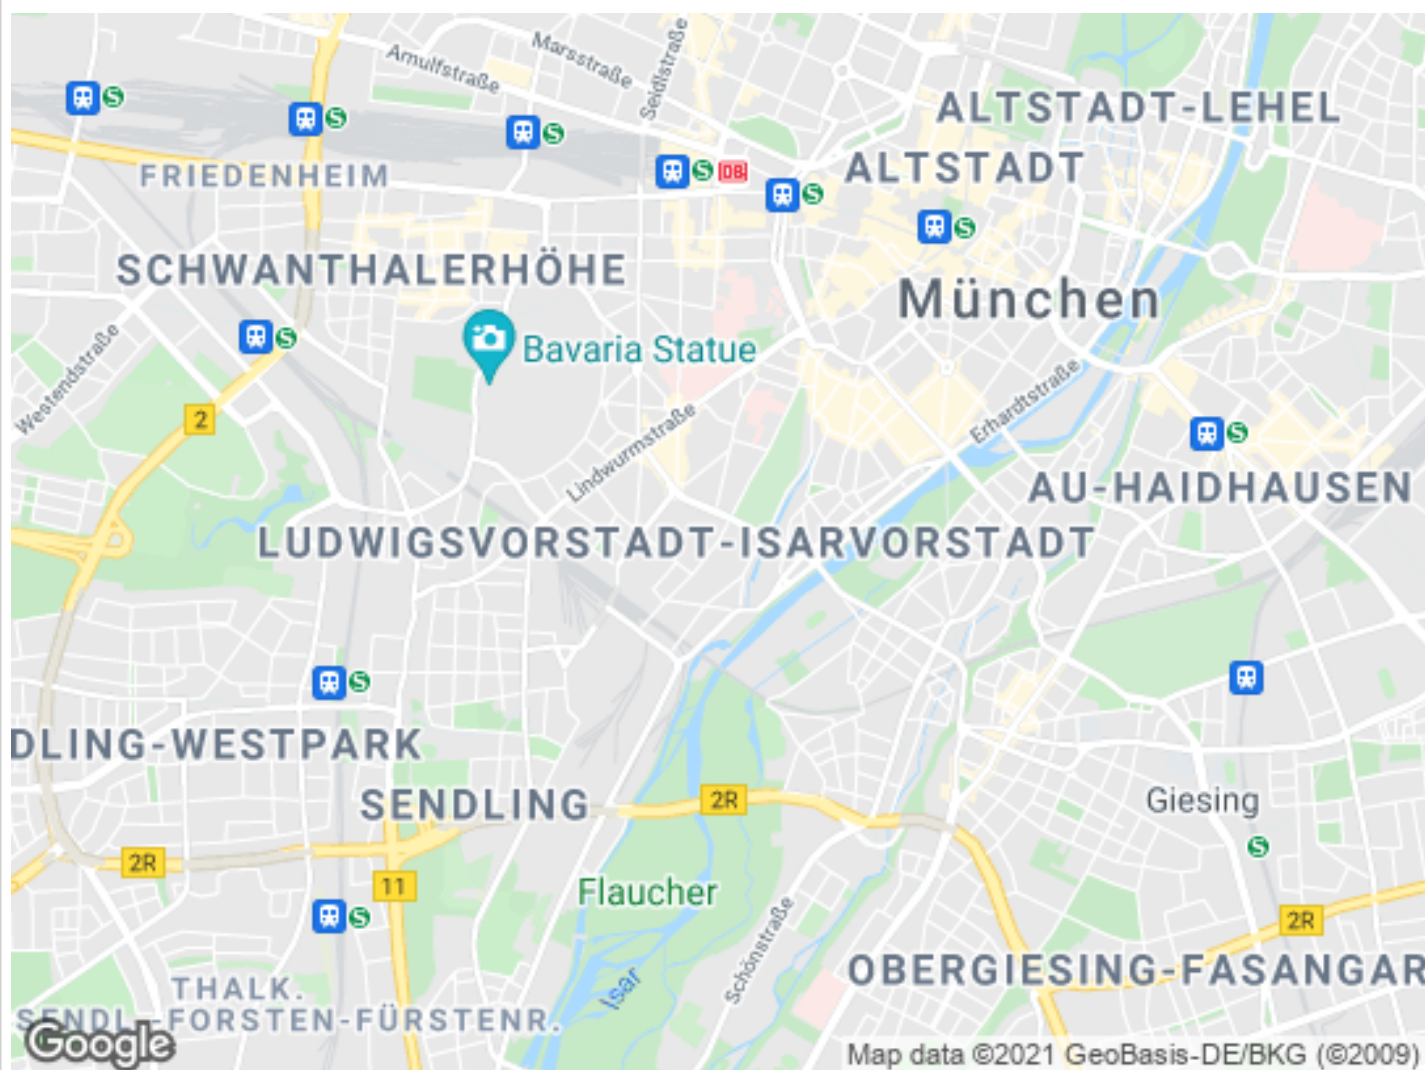 Marsstraße
Arnulfstraße
Seidlstraße
S
S
S
S DB
S
S
ALTSTADT-LEHEL
ALTSTADT
FRIEDENHEIM
SCHWANTHALERHÖHE
München
S
Bavaria Statue
Westendstraße
2
Lindwurmstraße
Erhardtstraße
S
AU-HAIDHAUSEN
LUDWIGSVORSTADT-ISARVORSTADT
S
DLING-WESTPARK
SENDLING
2R
Giesing
S
2R
11
Flaucher
S
2R
Schönstraße
Isar
OBERGIESING-FASANGAR
THALK.
SENDL.-FORSTEN-FÜRSTENR.
Google
Map data ©2021 GeoBasis-DE/BKG (©2009)